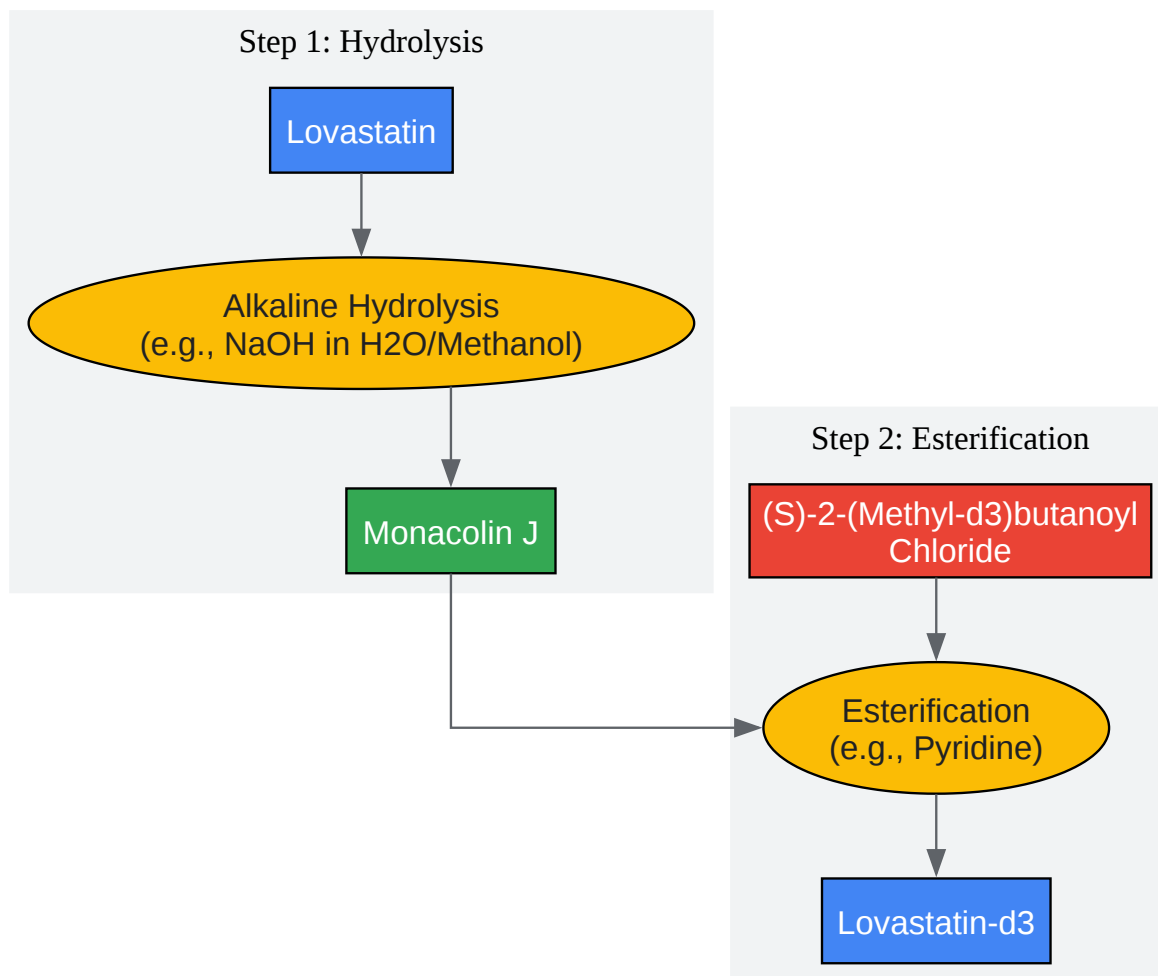 Step 1: Hydrolysis
Lovastatin
Alkaline Hydrolysis
(e.g., NaOH in H2O/Methanol)
Monacolin J
Step 2: Esterification
(S)-2-(Methyl-d3)butanoyl
Chloride
Esterification
(e.g., Pyridine)
Lovastatin-d3